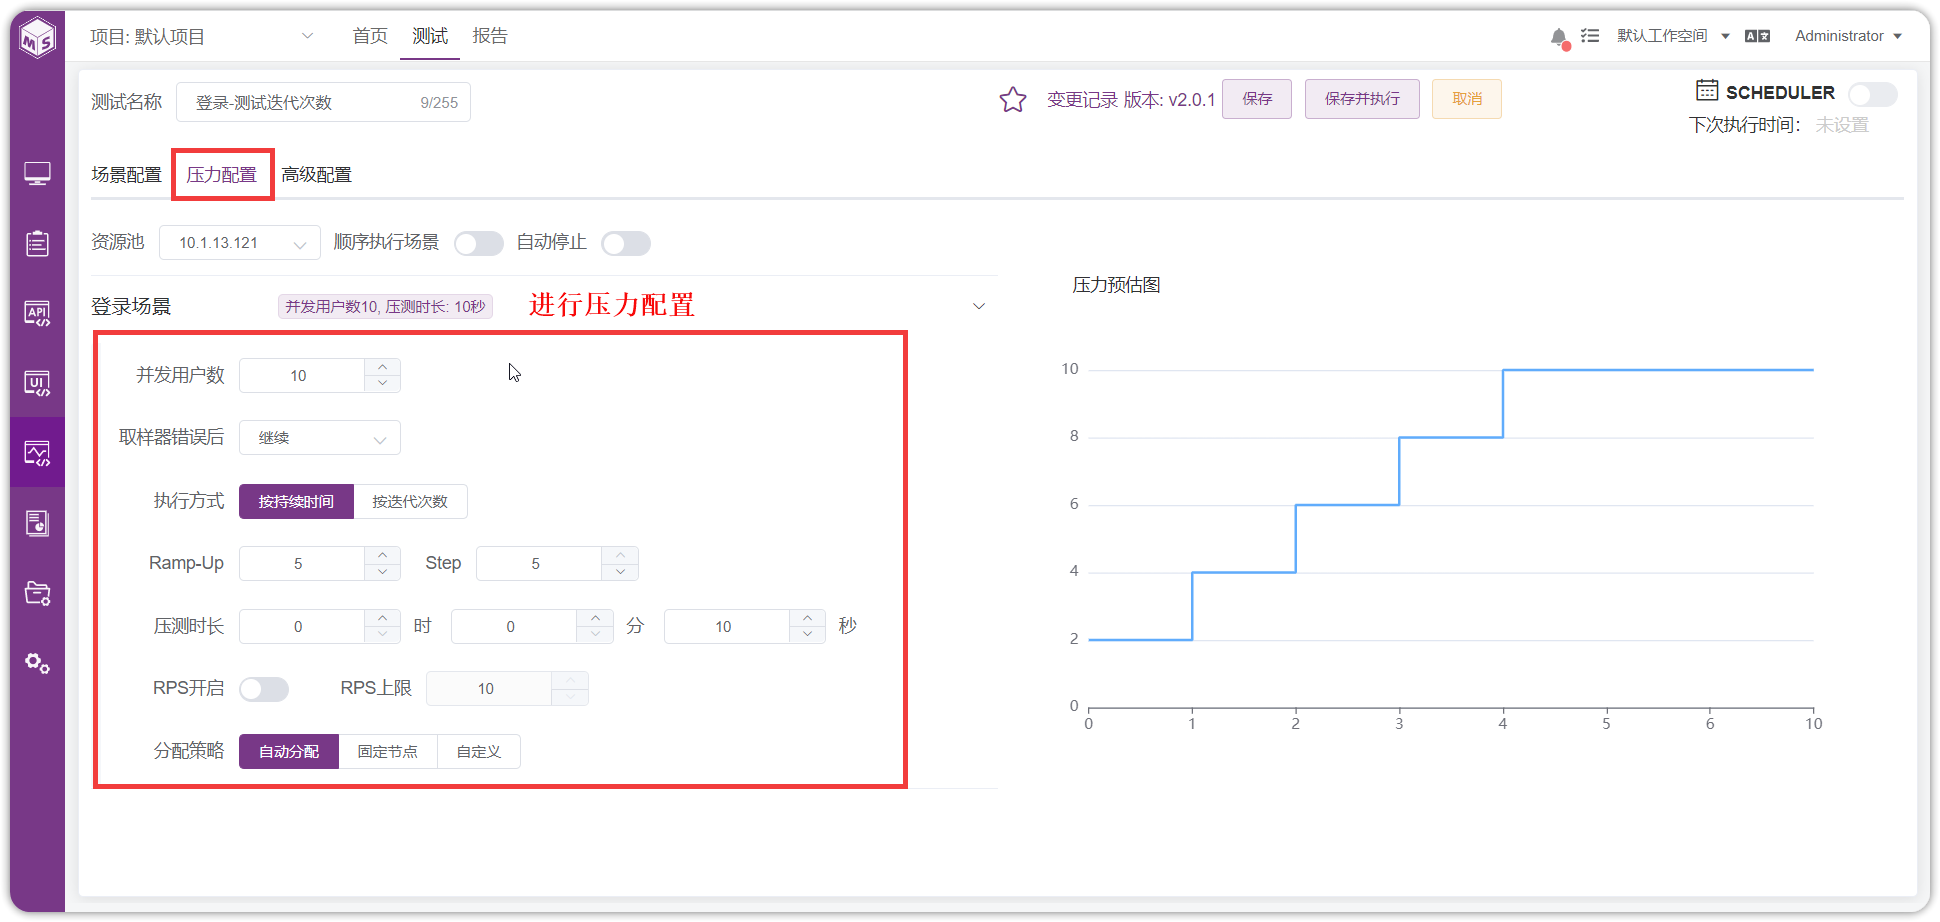 项目: 默认项目
首页
测试
报告
默认工作空间
Administrator
测试名称
登录-测试迭代次数
9/255
变更记录
版本: v2.0.1
保存
保存并执行
取消
SCHEDULER
下次执行时间：
未设置
场景配置
压力配置
高级配置
资源池
10.1.13.121
顺序执行场景
自动停止
登录场景
并发用户数10, 压测时长: 10秒
进行压力配置
并发用户数
10
取样器错误后
继续
执行方式
按持续时间
按迭代次数
Ramp-Up
5
Step
5
压测时长
0
时
0
分
10
秒
RPS开启
RPS上限
10
分配策略
自动分配
固定节点
自定义
压力预估图
10
8
6
4
2
0
0
1
2
3
4
5
6
10
MS
API
UI